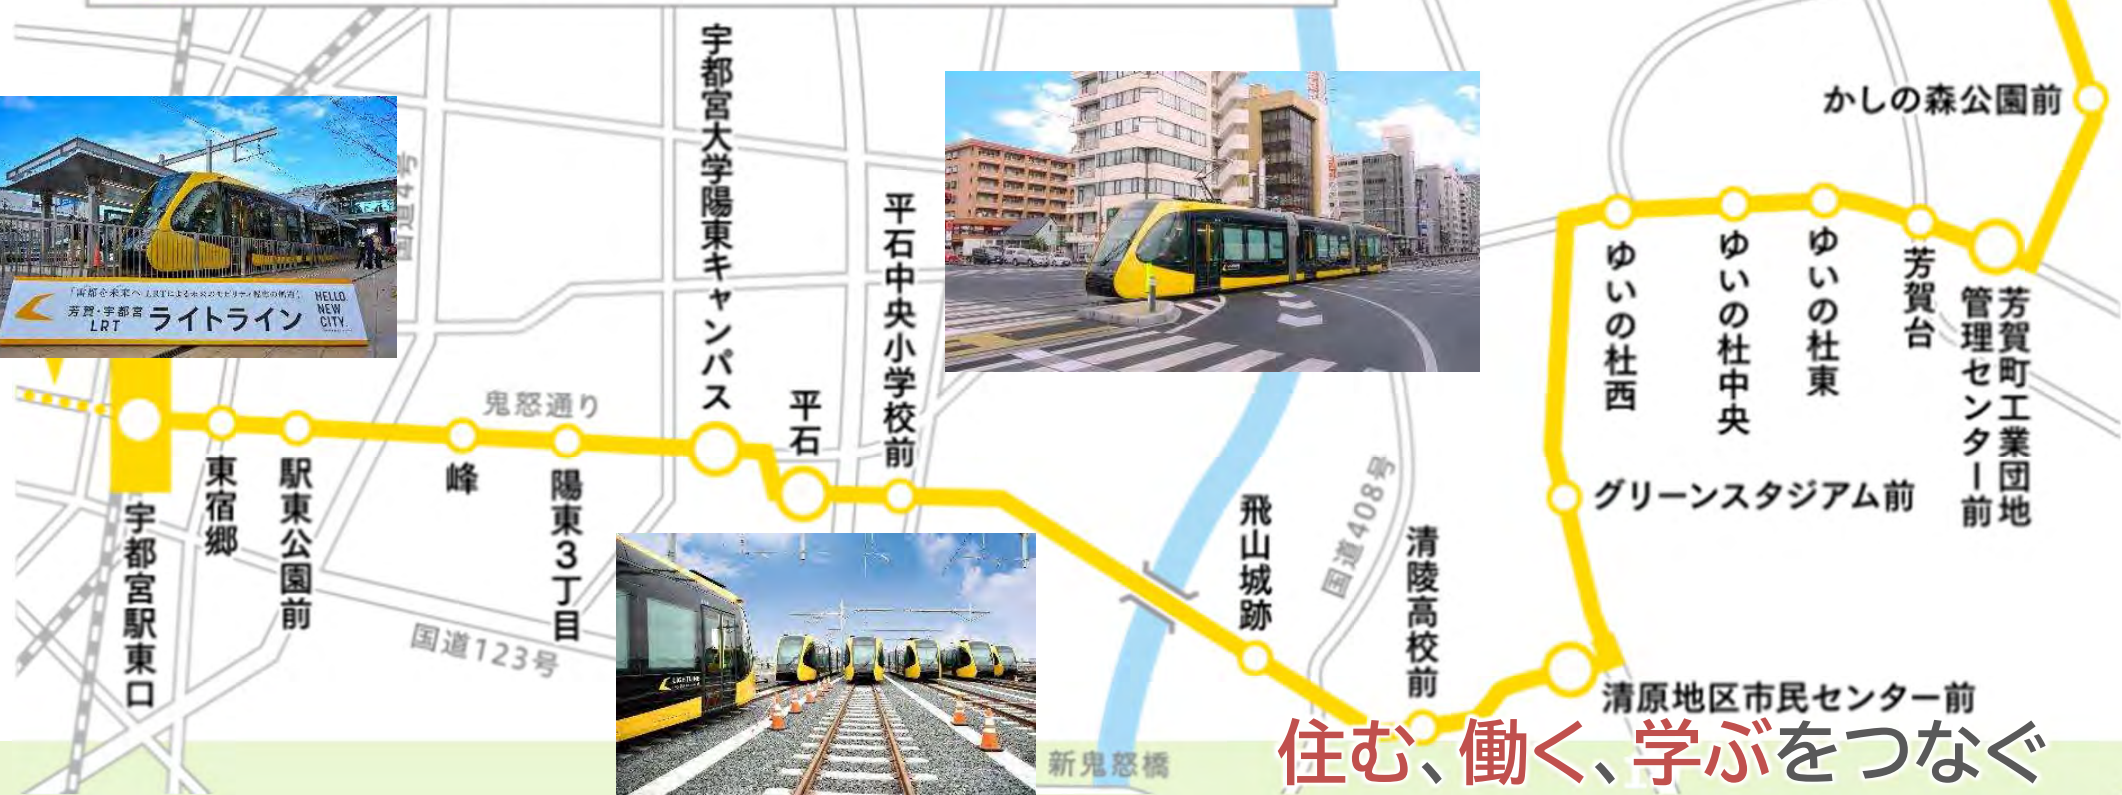 宇都宮大学陽東キャンパス
かしの森公園前
国道4号
平石中央小学校前
ゆいの杜西
ゆいの杜中央
ゆいの杜東
芳賀台
芳賀町工業団地
管理センター前
HELLO,
NEW
CITY.
芳賀・宇都宮
LRT
ライトライン
鬼怒通り
平石
東宿郷
駅東公園前
峰
陽東3丁目
宇都宮駅東口
グリーンスタジアム前
飛山城跡
国道408号
清陵高校前
国道123号
LIGHTLINE
清原地区市民センター前
新鬼怒橋
住む、働く、学ぶをつなぐ